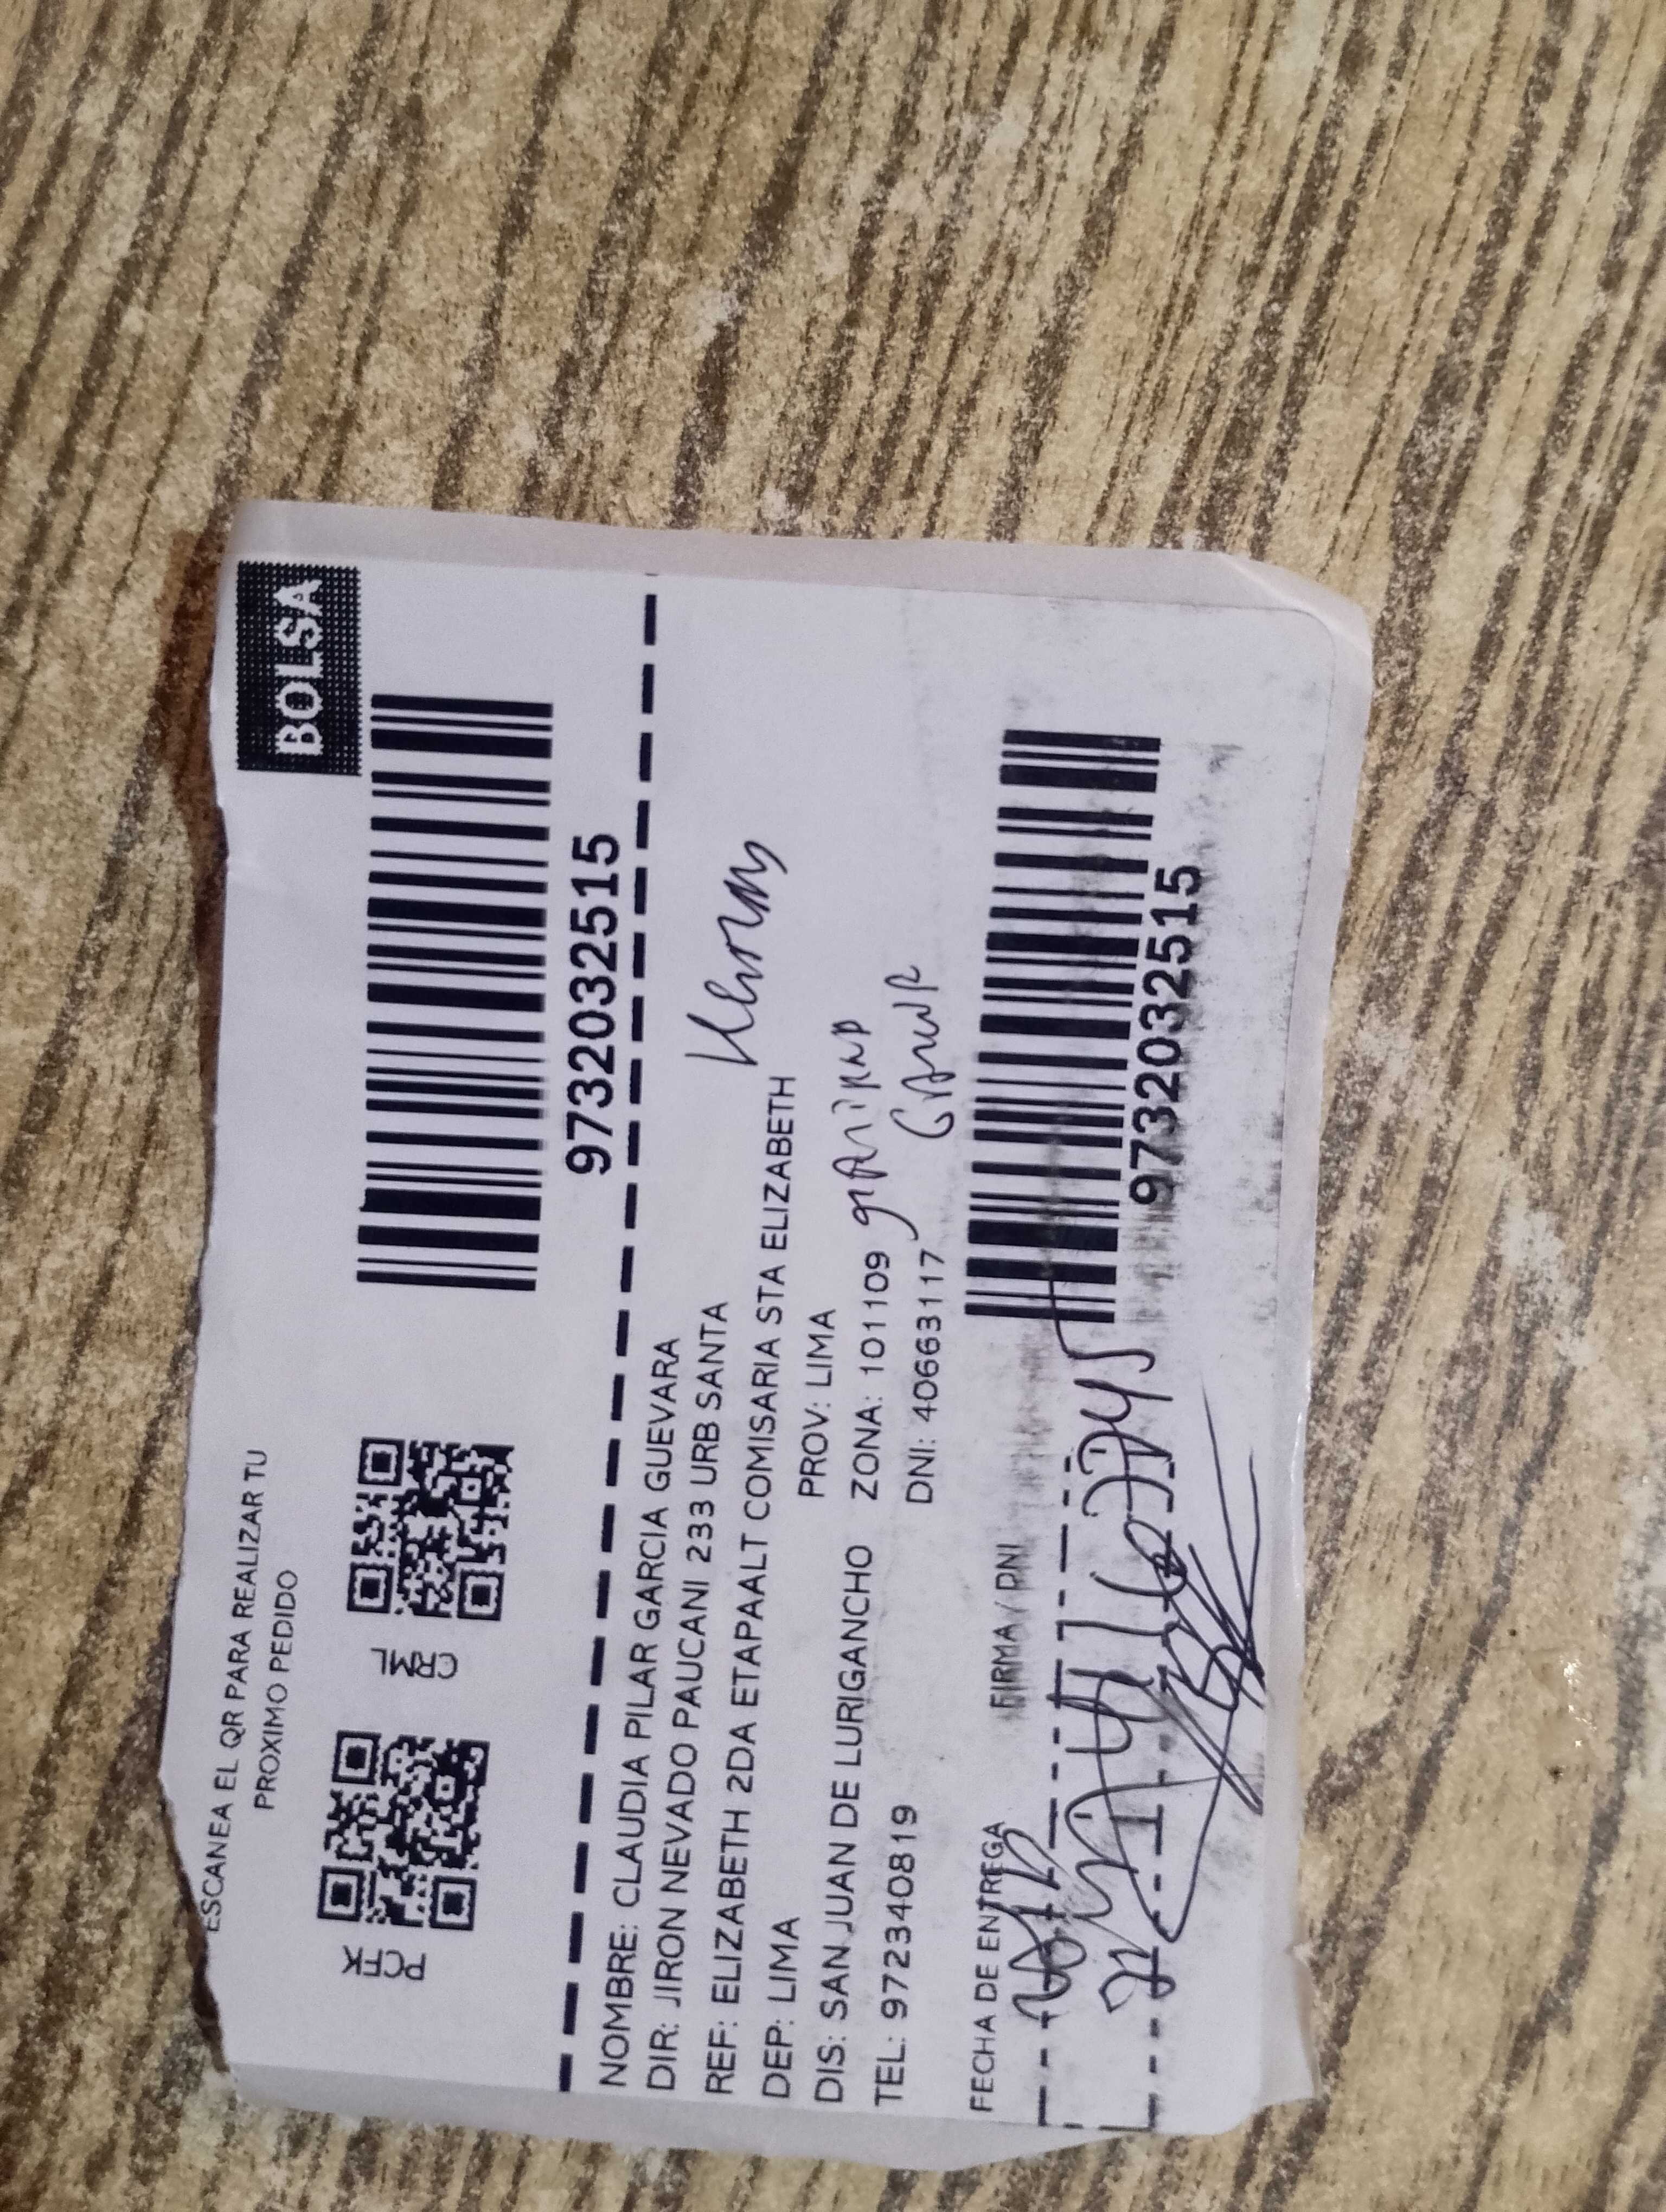 ESCANEA EL QR PARA REALIZAR TU
PROXIMO PEDIDO
BOLSA
PCFK
CRML
9732032515
NOMBRE: CLAUDIA PILAR GARCIA GUEVARA
DIR: JIRON NEVADO PAUCANI 233 URB SANTA
REF: ELIZABETH 2DA ETAPAALT COMISARIA STA ELIZABETH
DEP: LIMA PROV: LIMA
DIS: SAN JUAN DE LURIGANCHO ZONA: 101109
TEL: 972340819 DNI: 40663117
FECHA DE ENTREGA FIRMA / DNI
9732032515